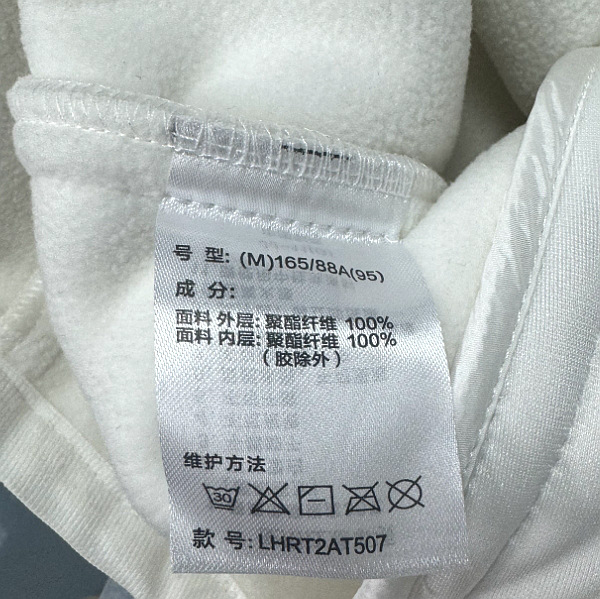 号 型: (M)165/88A(95)
成 分:
面料 外层: 聚酯纤维 100%
面料 内层: 聚酯纤维 100%
(胶除外)
维护方法
30
款 号: LHRT2AT507